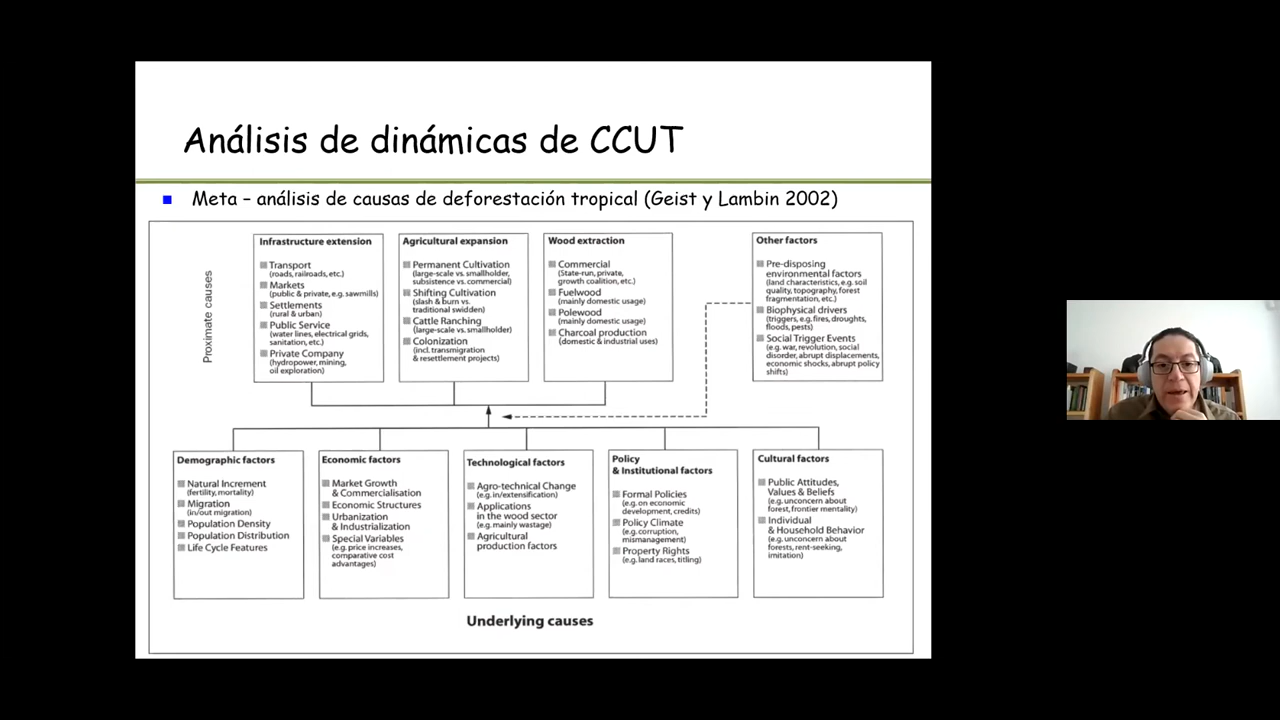 Análisis de dinámicas de CCUT
Meta – análisis de causas de deforestación tropical (Geist y Lambin 2002)
Proximate causes
Infrastructure extension
Transport
(roads, railroads, etc.)
Markets
(public & private, e.g. sawmills)
Settlements
(rural & urban)
Public Service
(water lines, electrical grids,
sanitation, etc.)
Private Company
(hydropower, mining,
oil exploration)
Agricultural expansion
Permanent Cultivation
(large-scale vs. smallholder,
subsistence vs. commercial)
Shifting Cultivation
(slash & burn vs.
traditional swidden)
Cattle Ranching
(large-scale vs. smallholder)
Colonization
(incl. transmigration
& resettlement projects)
Wood extraction
Commercial
(State-run, private,
growth coalition, etc.)
Fuelwood
(mainly domestic usage)
Polewood
(mainly domestic usage)
Charcoal production
(domestic & industrial uses)
Other factors
Pre-disposing
environmental factors
(land characteristics, e.g. soil
quality, topography, forest
fragmentation, etc.)
Biophysical drivers
(triggers, e.g. fires, droughts,
floods, pests)
Social Trigger Events
(e.g. war, revolution, social
disorder, abrupt displacements,
economic shocks, abrupt policy
shifts)
Demographic factors
Natural Increment
(fertility, mortality)
Migration
(in/out migration)
Population Density
Population Distribution
Life Cycle Features
Economic factors
Market Growth
& Commercialisation
Economic Structures
Urbanization
& Industrialization
Special Variables
(e.g. price increases,
comparative cost
advantages)
Technological factors
Agro-technical Change
(e.g. in/extensification)
Applications
in the wood sector
(e.g. mainly wastage)
Agricultural
production factors
Policy
& Institutional factors
Formal Policies
(e.g. on economic
development, credits)
Policy Climate
(e.g. corruption,
mismanagement)
Property Rights
(e.g. land races, titling)
Cultural factors
Public Attitudes,
Values & Beliefs
(e.g. unconcern about
forest, frontier mentality)
Individual
& Household Behavior
(e.g. unconcern about
forests, rent-seeking,
imitation)
Underlying causes